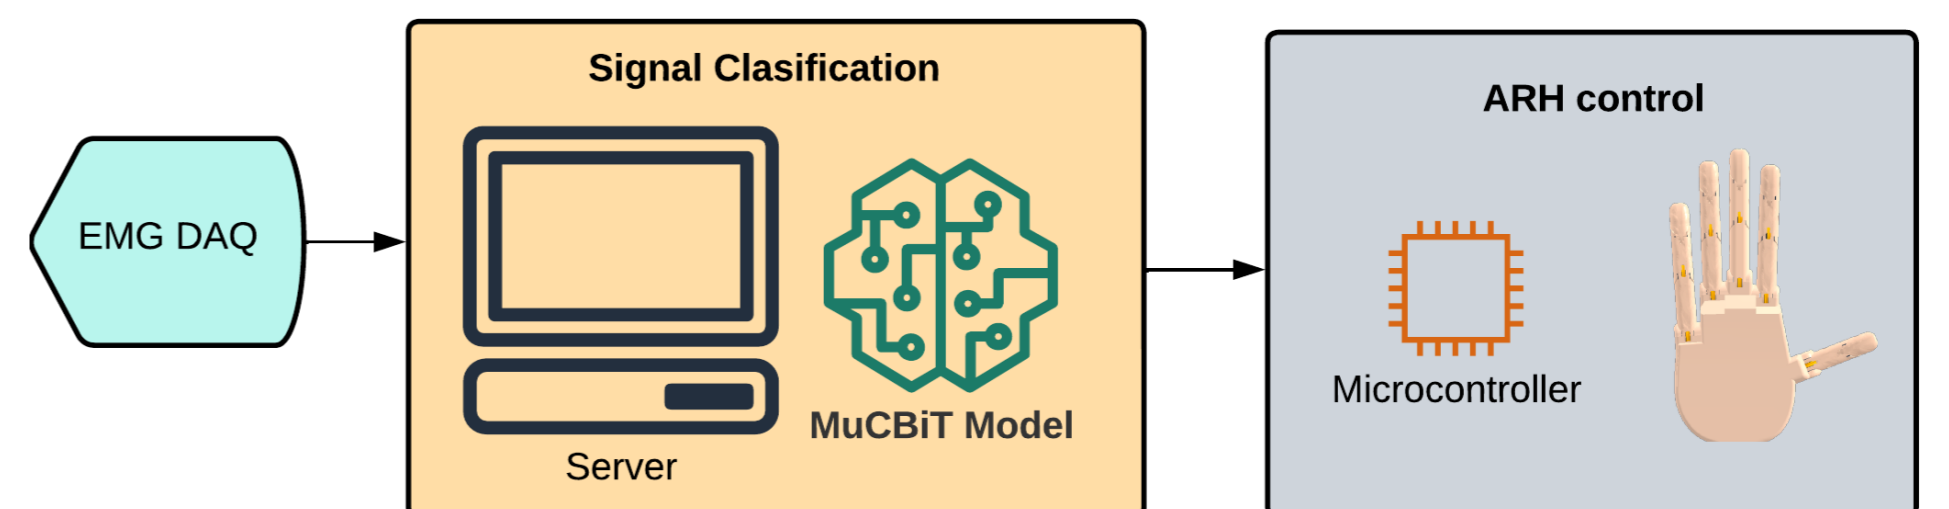 EMG DAQ
Signal Clasification
MuCBiT Model
Server
ARH control
Microcontroller